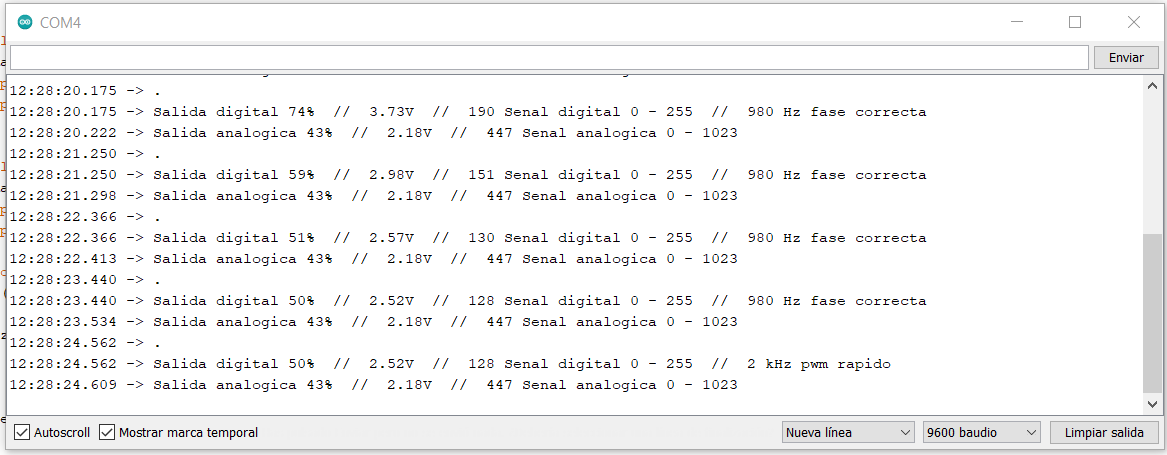 COM4
Enviar
12:28:20.175 -> .
12:28:20.175 -> Salida digital 74%  //  3.73V  //  190 Senal digital 0 - 255  //  980 Hz fase correcta
12:28:20.222 -> Salida analogica 43%  //  2.18V  //  447 Senal analogica 0 - 1023
12:28:21.250 -> .
12:28:21.250 -> Salida digital 59%  //  2.98V  //  151 Senal digital 0 - 255  //  980 Hz fase correcta
12:28:21.298 -> Salida analogica 43%  //  2.18V  //  447 Senal analogica 0 - 1023
12:28:22.366 -> .
12:28:22.366 -> Salida digital 51%  //  2.57V  //  130 Senal digital 0 - 255  //  980 Hz fase correcta
12:28:22.413 -> Salida analogica 43%  //  2.18V  //  447 Senal analogica 0 - 1023
12:28:23.440 -> .
12:28:23.440 -> Salida digital 50%  //  2.52V  //  128 Senal digital 0 - 255  //  980 Hz fase correcta
12:28:23.534 -> Salida analogica 43%  //  2.18V  //  447 Senal analogica 0 - 1023
12:28:24.562 -> .
12:28:24.562 -> Salida digital 50%  //  2.52V  //  128 Senal digital 0 - 255  //  2 kHz pwm rapido
12:28:24.609 -> Salida analogica 43%  //  2.18V  //  447 Senal analogica 0 - 1023
Autoscroll Mostrar marca temporal Nueva línea 9600 baudio Limpiar salida